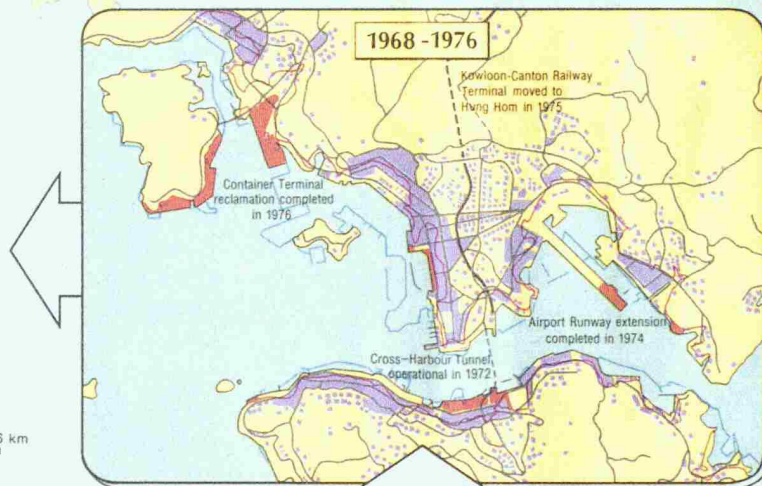 1968 - 1976
Kowloon-Canton Railway
Terminal moved to
Hung Hom in 1975
Container Terminal
reclamation completed
in 1976
Airport Runway extension
completed in 1974
Cross-Harbour Tunnel
operational in 1972
6 km